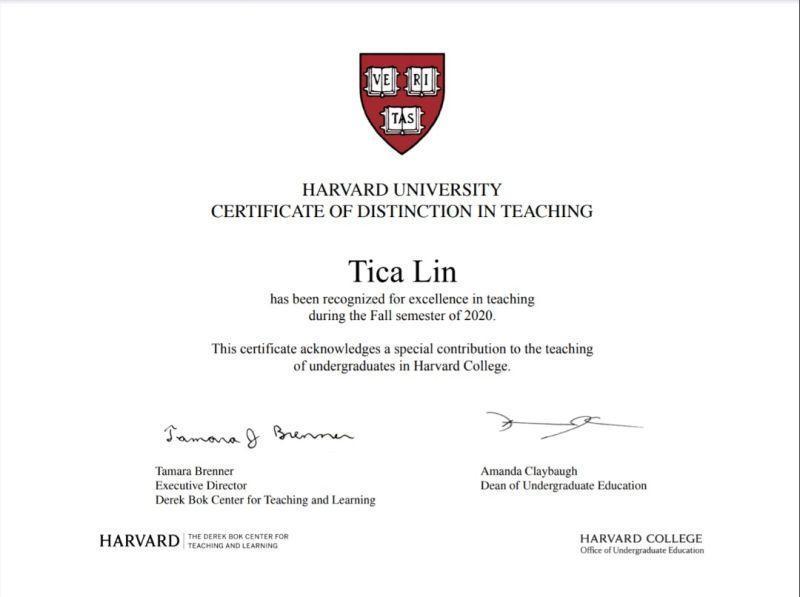 VE RI
TAS
HARVARD UNIVERSITY
CERTIFICATE OF DISTINCTION IN TEACHING
Tica Lin
has been recognized for excellence in teaching
during the Fall semester of 2020.
This certificate acknowledges a special contribution to the teaching
of undergraduates in Harvard College.
Tamara J Brenner
Tamara Brenner
Executive Director
Derek Bok Center for Teaching and Learning
Amanda Claybaugh
Dean of Undergraduate Education
HARVARD
THE DEREK BOK CENTER FOR
TEACHING AND LEARNING
HARVARD COLLEGE
Office of Undergraduate Education